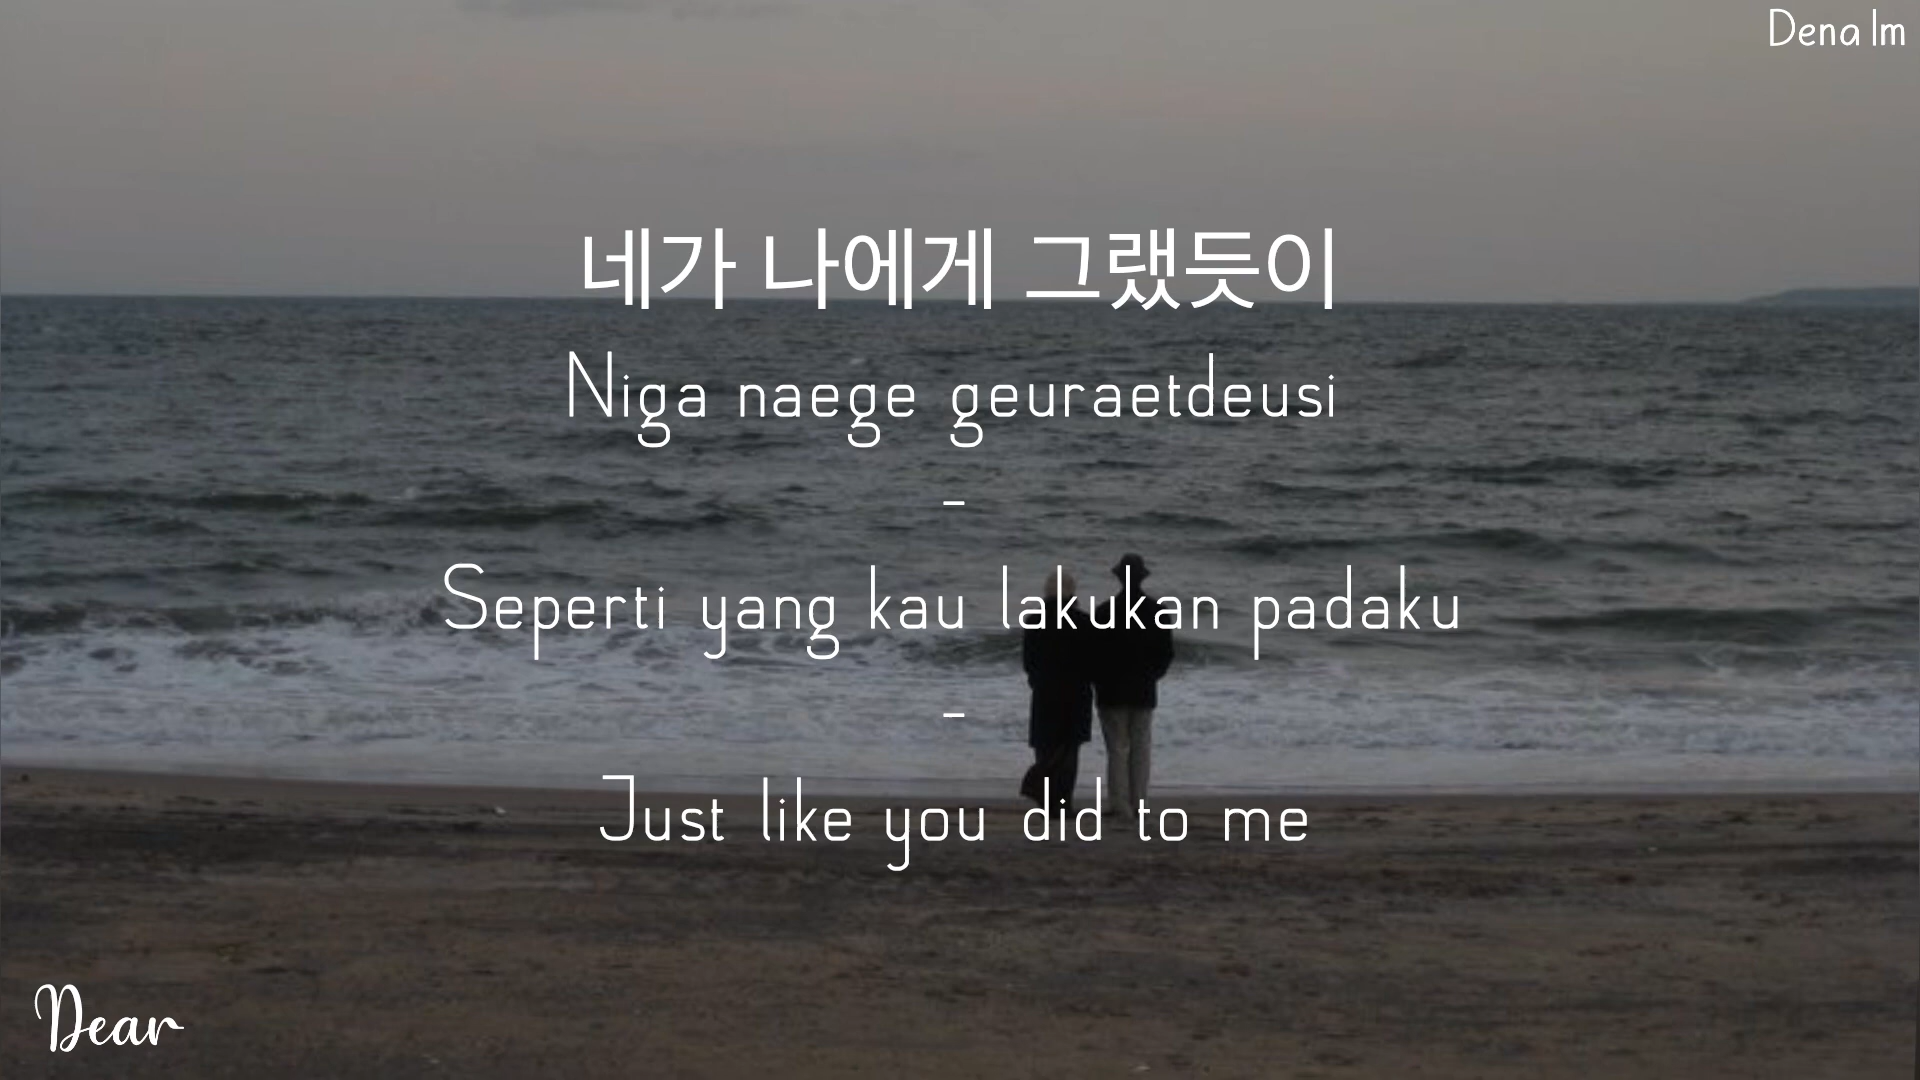 Dena Im
네가 나에게 그랬듯이
Niga naege geuraetdeusi
-
Seperti yang kau lakukan padaku
-
Just like you did to me
Dear